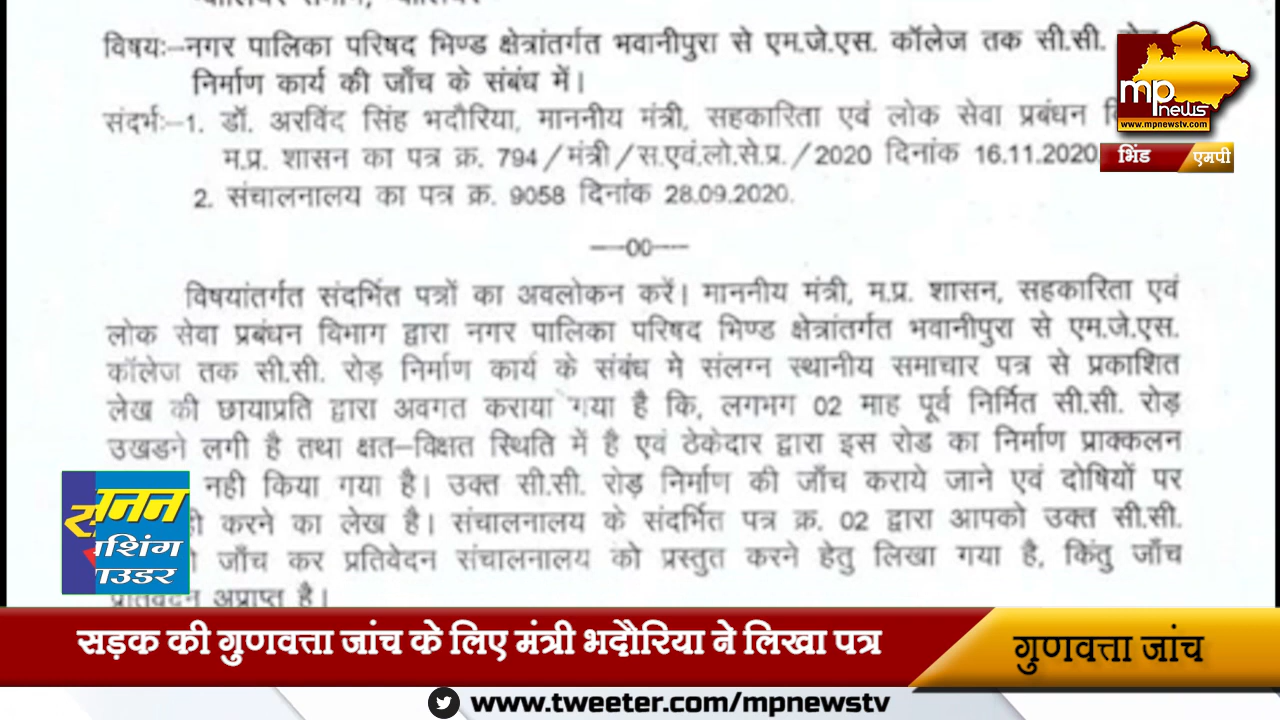 विषयः–नगर पालिका परिषद भिण्ड क्षेत्रांतर्गत भवानीपुरा से एम.जे.एस. कॉलेज तक सी.सी.
निर्माण कार्य की जाँच के संबंध में।
संदर्भः–1. डॉ. अरविंद सिंह भदौरिया, माननीय मंत्री, सहकारिता एवं लोक सेवा प्रबंधन
म.प्र. शासन का पत्र क्र. 794/मंत्री/स.एवं.लो.से.प्र./2020 दिनांक 16.11.2020
2. संचालनालय का पत्र क्र. 9058 दिनांक 28.09.2020.
—00—
विषयांतर्गत संदर्भित पत्रों का अवलोकन करें। माननीय मंत्री, म.प्र. शासन, सहकारिता एवं
लोक सेवा प्रबंधन विभाग द्वारा नगर पालिका परिषद भिण्ड क्षेत्रांतर्गत भवानीपुरा से एम.जे.एस.
कॉलेज तक सी.सी. रोड़ निर्माण कार्य के संबंध मे संलग्न स्थानीय समाचार पत्र से प्रकाशित
लेख की छायाप्रति द्वारा अवगत कराया गया है कि, लगभग 02 माह पूर्व निर्मित सी.सी. रोड़
उखडने लगी है तथा क्षत–विक्षत स्थिति में है एवं ठेकेदार द्वारा इस रोड का निर्माण प्राक्कलन
नही किया गया है। उक्त सी.सी. रोड़ निर्माण की जाँच कराये जाने एवं दोषियों पर
करने का लेख है। संचालनालय के संदर्भित पत्र क्र. 02 द्वारा आपको उक्त सी.सी.
जाँच कर प्रतिवेदन संचालनालय को प्रस्तुत करने हेतु लिखा गया है, किंतु जाँच
प्रतिवेदन अप्राप्त है।
mp
news
www.mpnewstv.com
भिंड एमपी
सड़क की गुणवत्ता जांच के लिए मंत्री भदौरिया ने लिखा पत्र
गुणवत्ता जांच
www.tweeter.com/mpnewstv